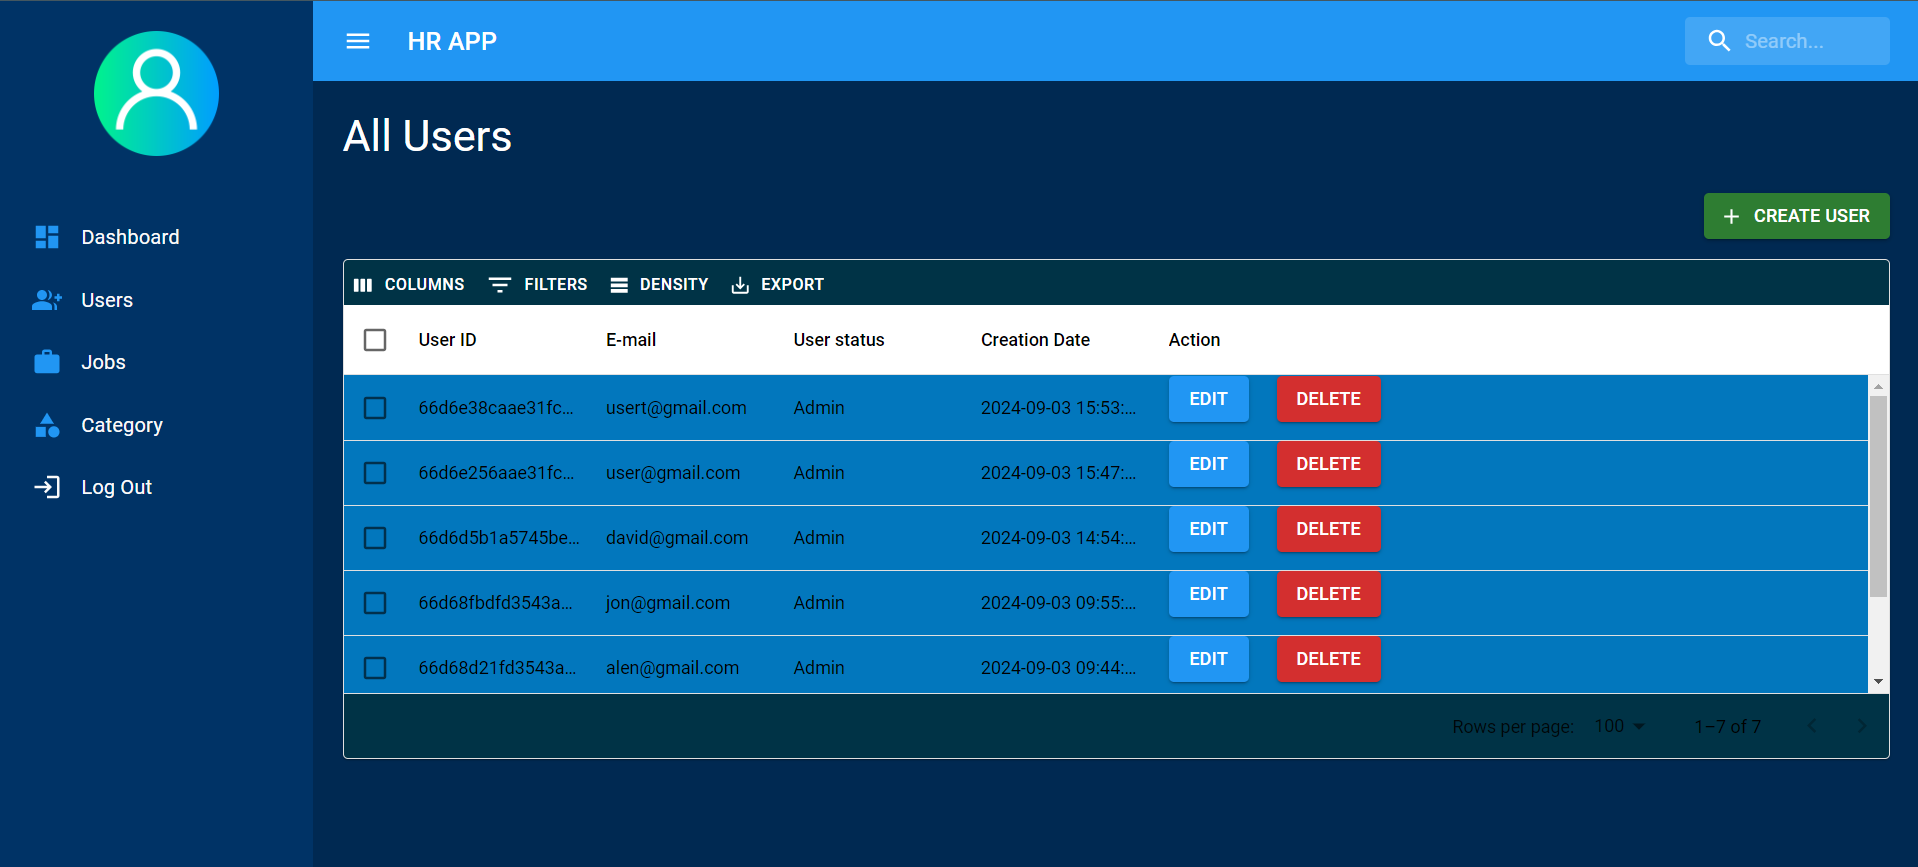 HR APP
Search...
All Users
Dashboard
Users
Jobs
Category
Log Out
CREATE USER
COLUMNS FILTERS DENSITY EXPORT
User ID E-mail User status Creation Date Action
66d6e38caae31fc... usert@gmail.com Admin 2024-09-03 15:53:... EDIT DELETE
66d6e256aae31fc... user@gmail.com Admin 2024-09-03 15:47:... EDIT DELETE
66d6d5b1a5745be... david@gmail.com Admin 2024-09-03 14:54:... EDIT DELETE
66d68fbdfd3543a... jon@gmail.com Admin 2024-09-03 09:55:... EDIT DELETE
66d68d21fd3543a... alen@gmail.com Admin 2024-09-03 09:44:... EDIT DELETE
Rows per page: 100 1–7 of 7